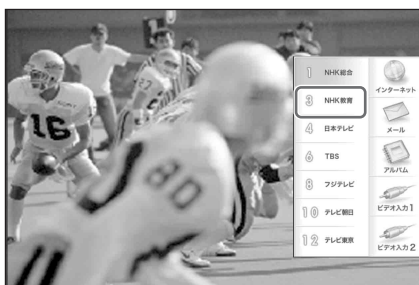 16
27
80
1 NHK総合
3 NHK教育
4 日本テレビ
6 TBS
8 フジテレビ
10 テレビ朝日
12 テレビ東京
インターネット
メール
アルバム
ビデオ入力1
ビデオ入力2